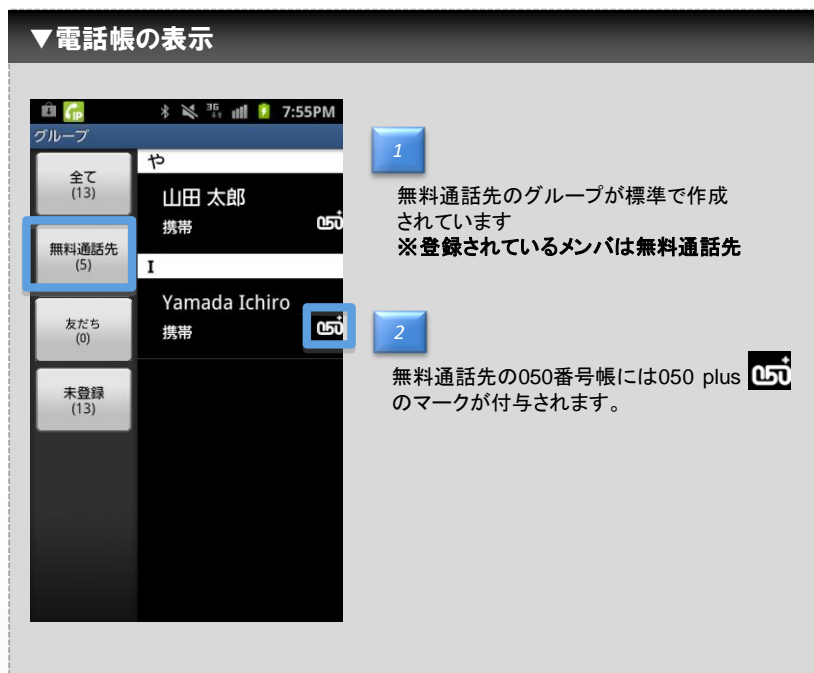 ▼電話帳の表示
IP
3G
7:55PM
グループ
全て
(13)
無料通話先
(5)
友だち
(0)
未登録
(13)
や
山田 太郎
携帯
050
I
Yamada Ichiro
携帯
050
1
無料通話先のグループが標準で作成
されています
※登録されているメンバは無料通話先
2
無料通話先の050番号帳には050 plus 050+
のマークが付与されます。